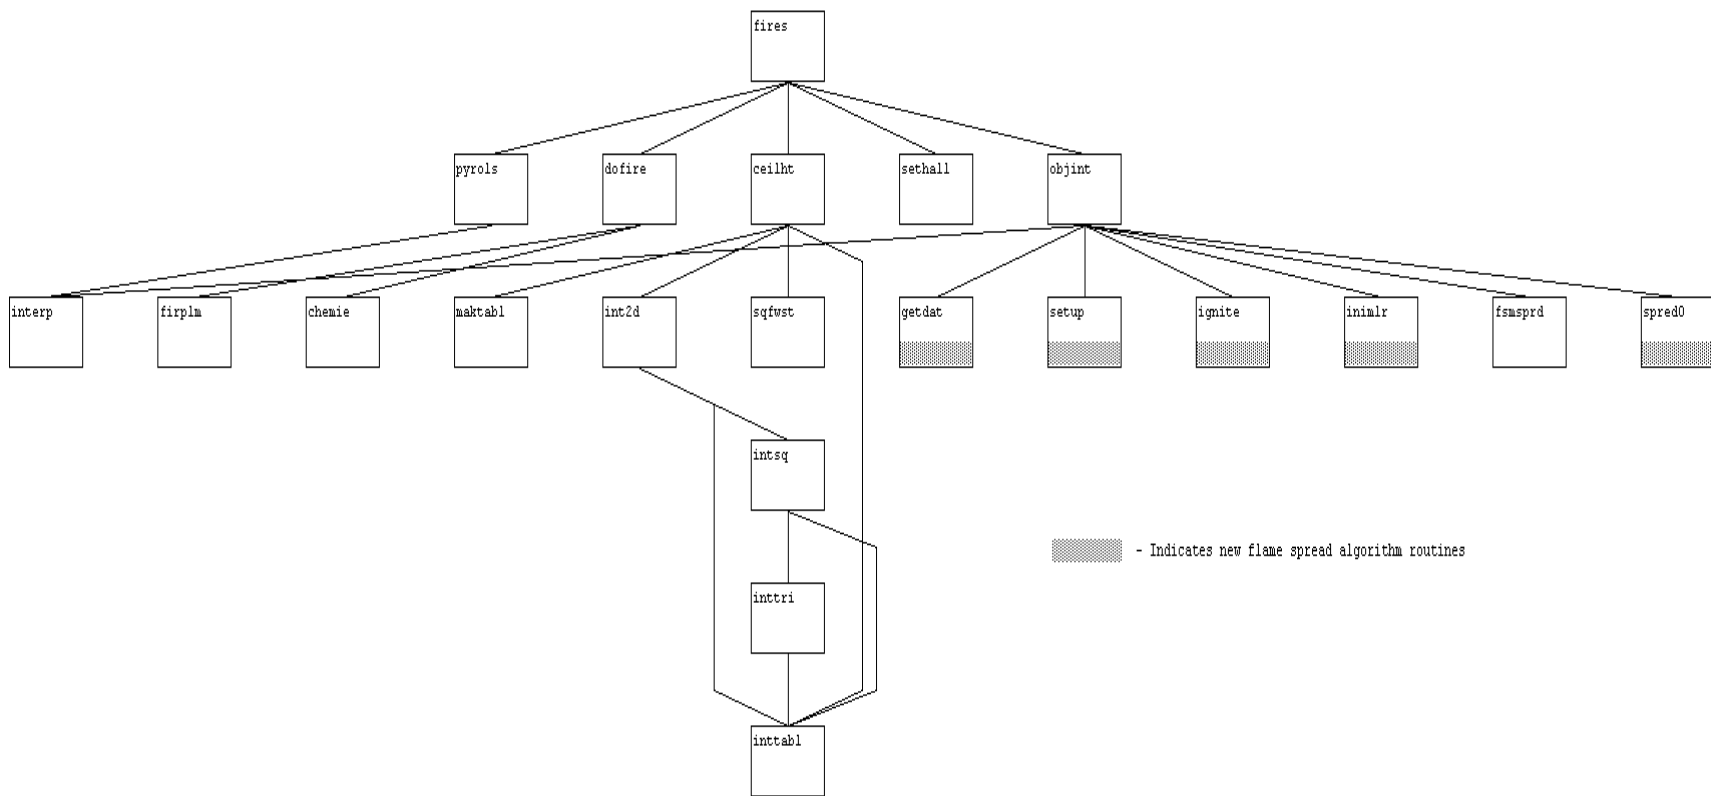 fires
pyrols
dofire
ceilht
sethall
objint
interp
firplm
chemie
maktabl
int2d
sqfwst
getdat
setup
ignite
inimlr
fsmsprd
spred0
intsq
- Indicates new flame spread algorithm routines
inttri
inttabl